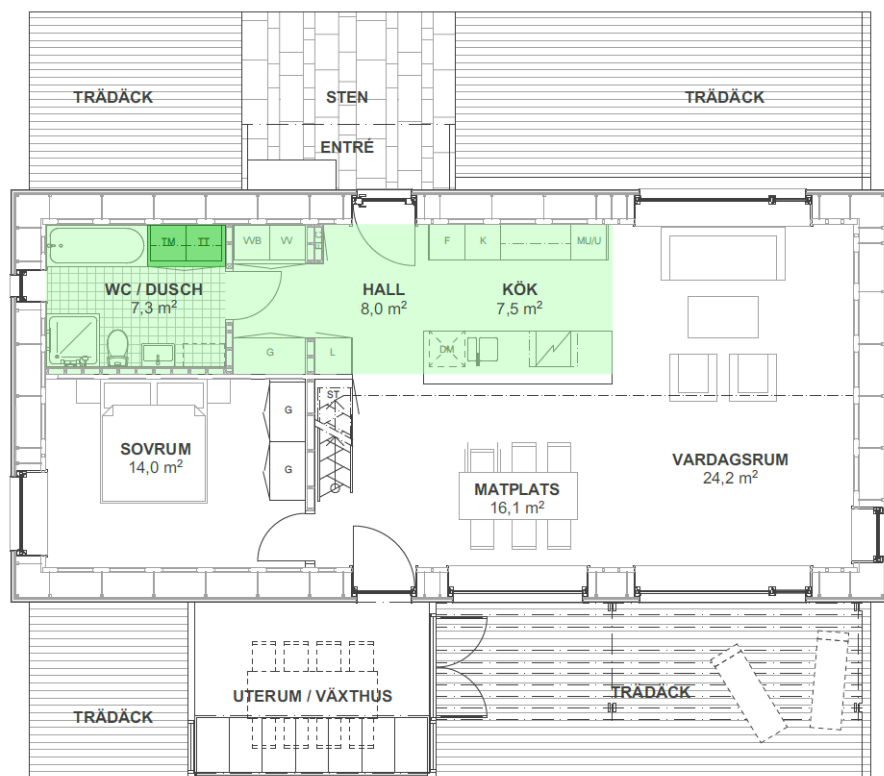 TRÄDÄCK
STEN
TRÄDÄCK
ENTRÉ
TM
TT
VVB
VV
F
K
MU/U
WC / DUSCH
7,3 m²
HALL
8,0 m²
KÖK
7,5 m²
G
L
DM
ST
G
SOVRUM
14,0 m²
G
MATPLATS
16,1 m²
VARDAGSRUM
24,2 m²
UTERUM / VÄXTHUS
TRÄDÄCK
TRÄDÄCK